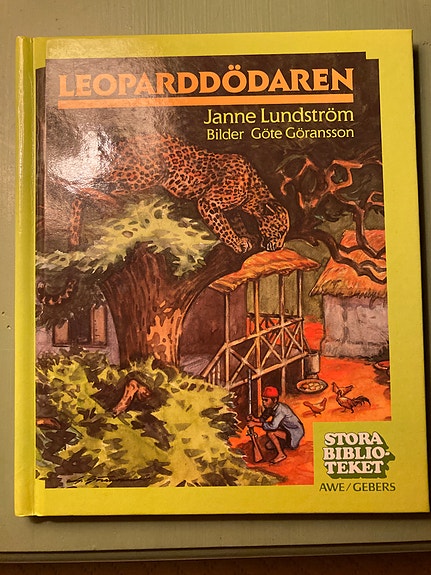 LEOPARDDÖDAREN
Janne Lundström
Bilder Göte Göransson
STORA
BIBLIO-
TEKET
AWE/GEBERS